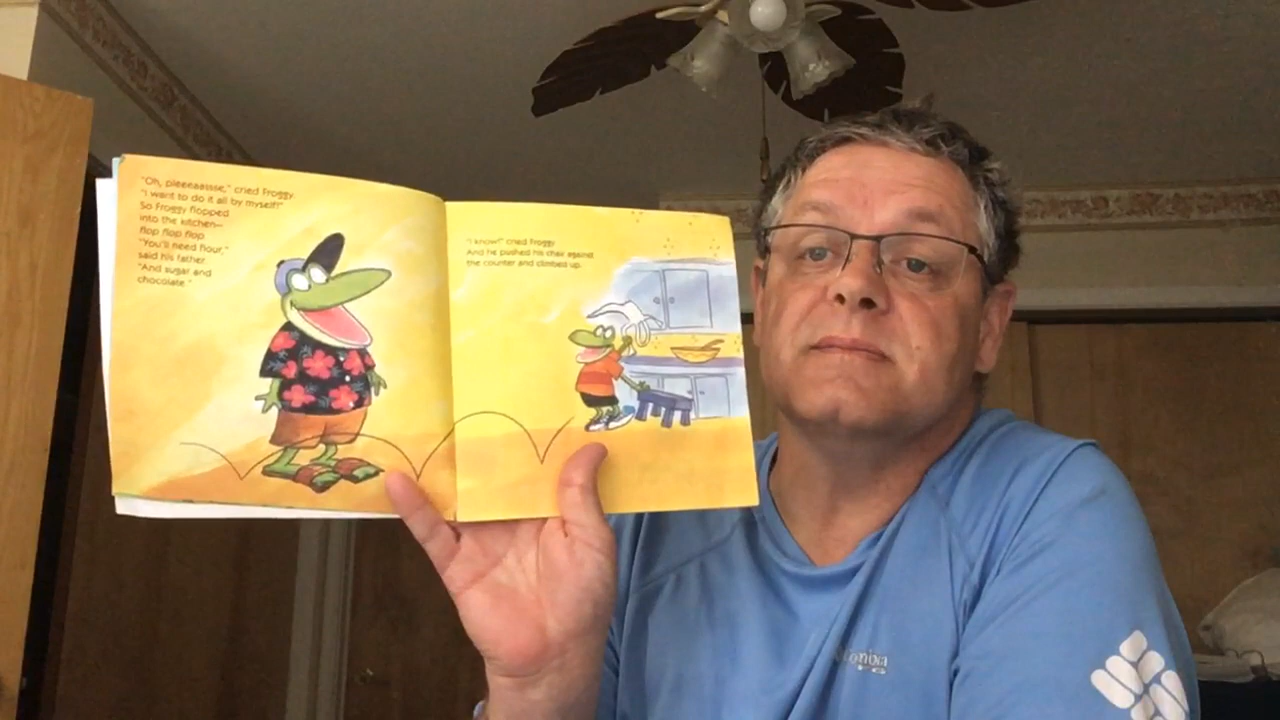 "Oh, pleeeaassse," cried Froggy.
"I want to do it all by myself!"
So Froggy flopped
into the kitchen—
flop flop flop
"You'll need flour,"
said his father.
"And sugar and
chocolate."
"I know!" cried Froggy.
And he pushed his chair against
the counter and climbed up.